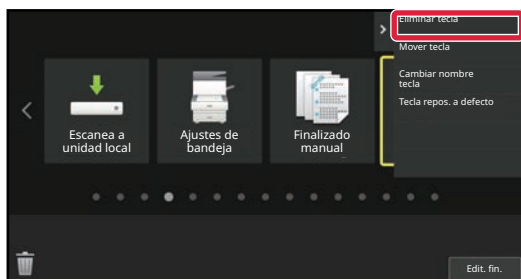 Eliminar tecla
Mover tecla
Cambiar nombre
tecla
Tecla repos. a defecto
Escanea a
unidad local
Ajustes de
bandeja
Finalizado
manual
Edit. fin.